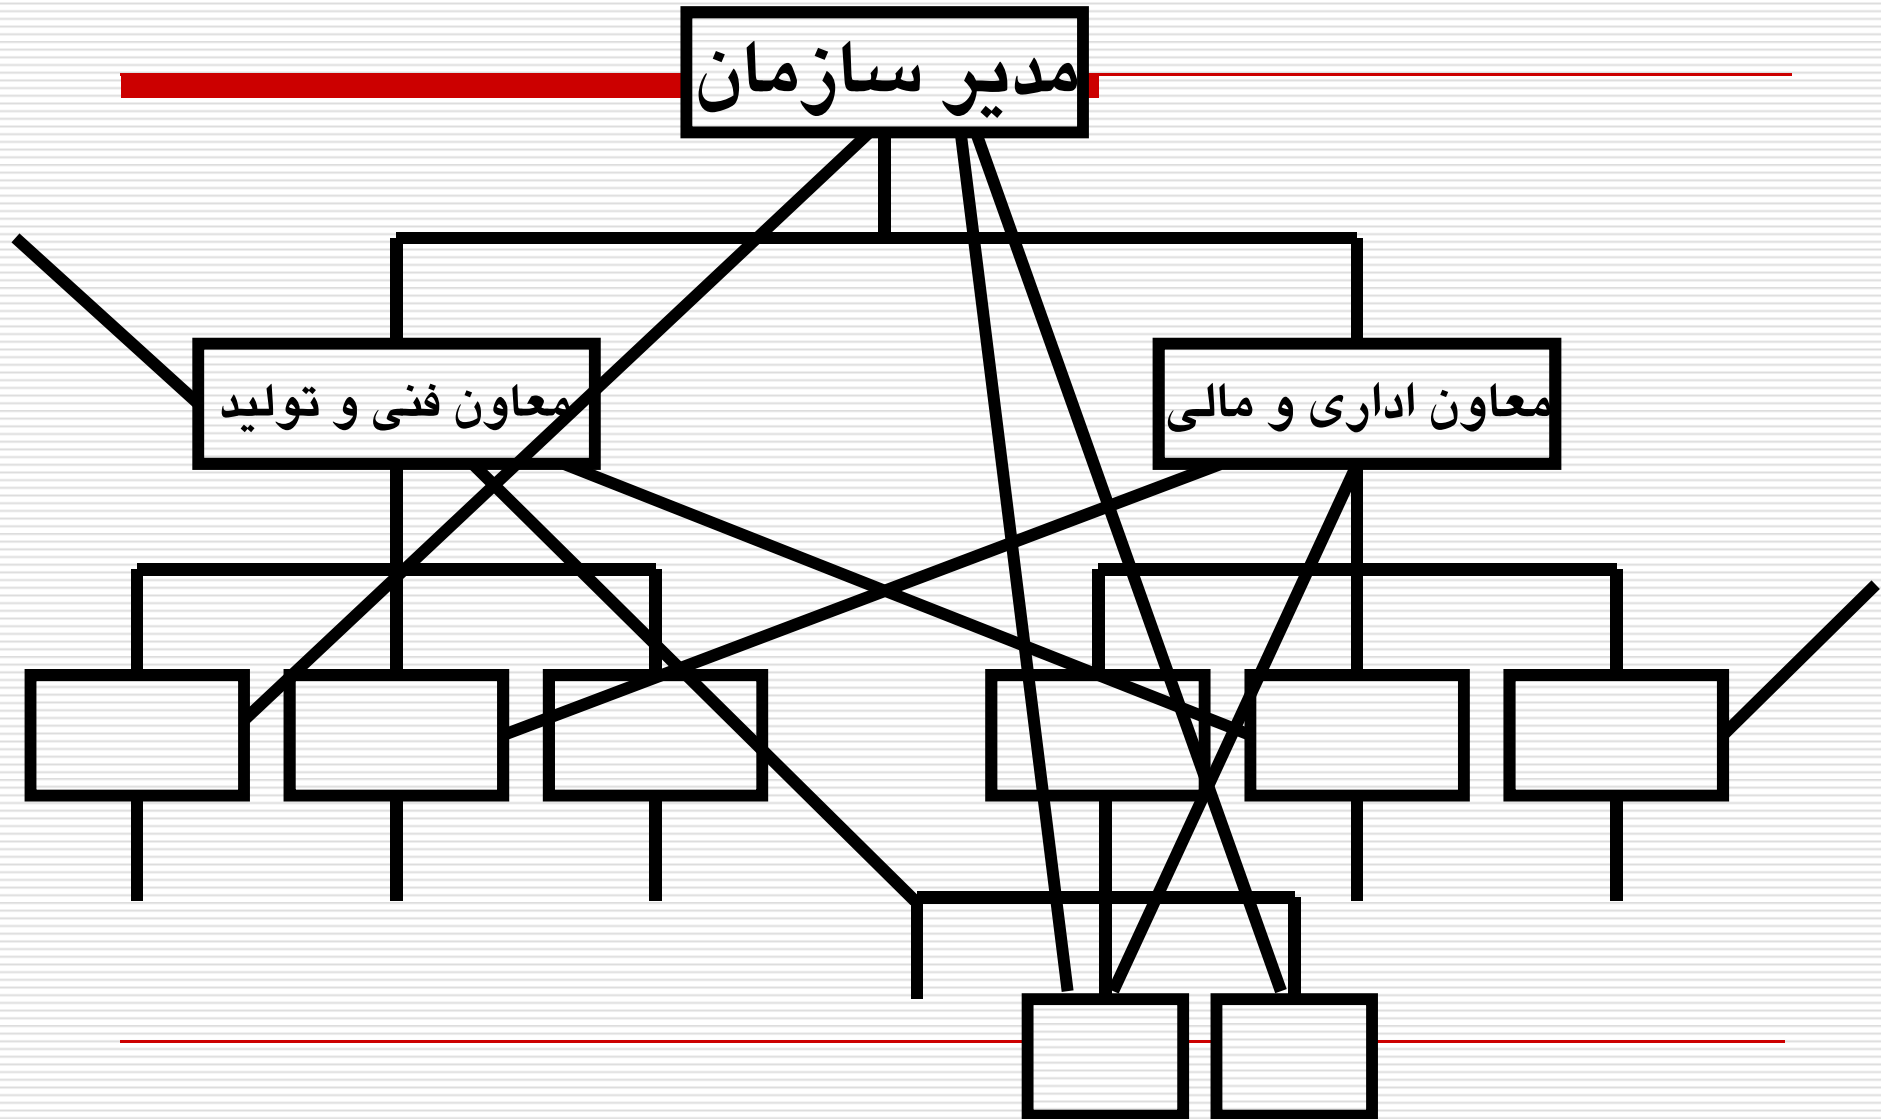 مدیر سازمان
معاون اداری و مالی
معاون فنی و تولید